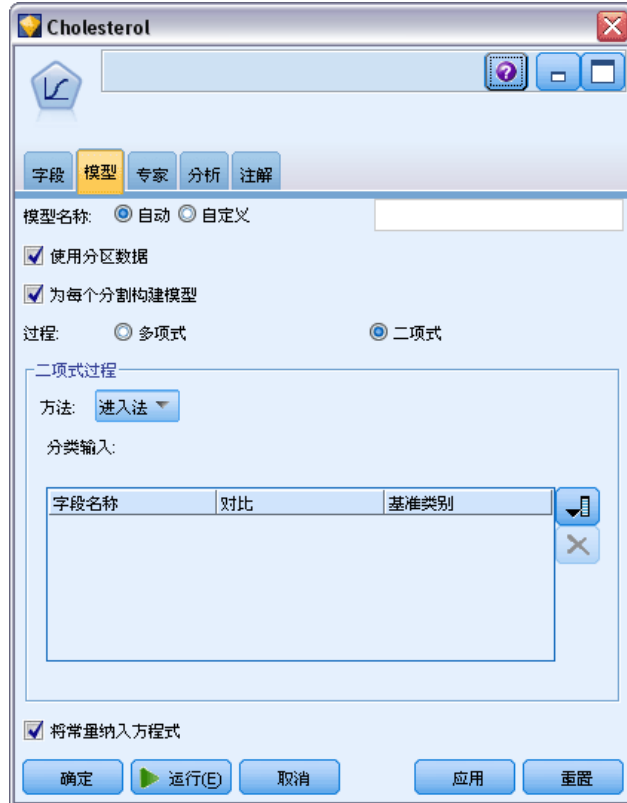 Cholesterol
字段 模型 专家 分析 注解
模型名称: 自动 自定义
使用分区数据
为每个分割构建模型
过程: 多项式 二项式
二项式过程
方法: 进入法
分类输入:
字段名称 对比 基准类别
将常量纳入方程式
确定 运行(E) 取消 应用 重置